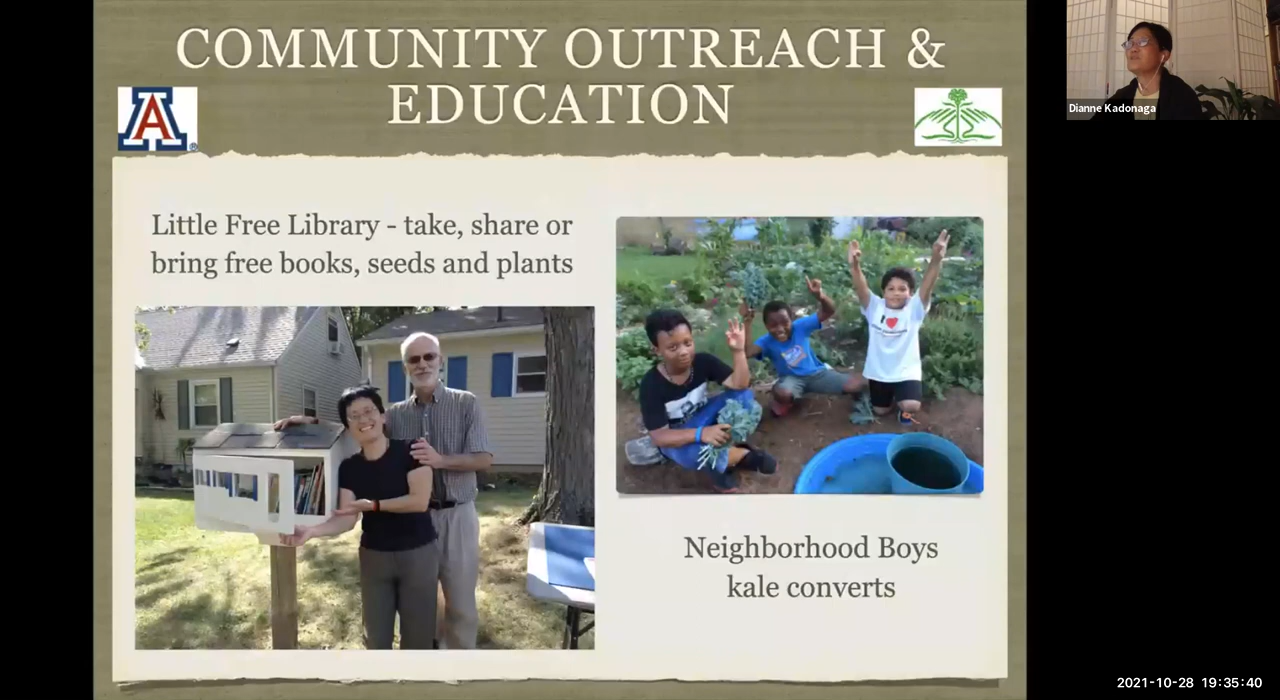 COMMUNITY OUTREACH &
EDUCATION
A
®
Little Free Library - take, share or
bring free books, seeds and plants
Neighborhood Boys
kale converts
Dianne Kadonaga
2021-10-28 19:35:40